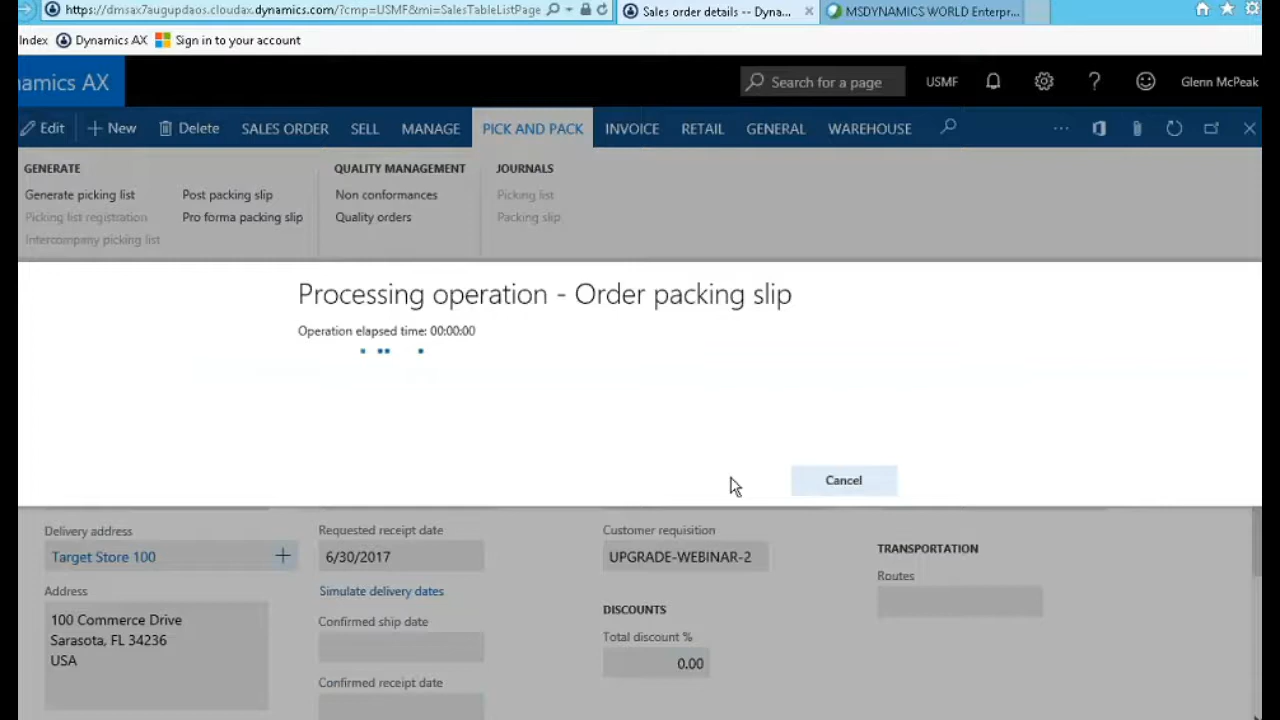 https://dmsax7augupdaos.cloudax.dynamics.com/?cmp=USMF&mi=SalesTableListPage
Sales order details -- Dyna...
MSDYNAMICS WORLD Enterpr...
Index
Dynamics AX
Sign in to your account
namics AX
Search for a page
USMF
Glenn McPeak
Edit
New
Delete
SALES ORDER
SELL
MANAGE
PICK AND PACK
INVOICE
RETAIL
GENERAL
WAREHOUSE
GENERATE
QUALITY MANAGEMENT
JOURNALS
Generate picking list
Post packing slip
Non conformances
Picking list
Picking list registration
Pro forma packing slip
Quality orders
Packing slip
Intercompany picking list
Processing operation - Order packing slip
Operation elapsed time: 00:00:00
Cancel
Delivery address
Requested receipt date
Customer requisition
Target Store 100
6/30/2017
UPGRADE-WEBINAR-2
TRANSPORTATION
Routes
Address
Simulate delivery dates
DISCOUNTS
100 Commerce Drive
Sarasota, FL 34236
USA
Confirmed ship date
Total discount %
0.00
Confirmed receipt date